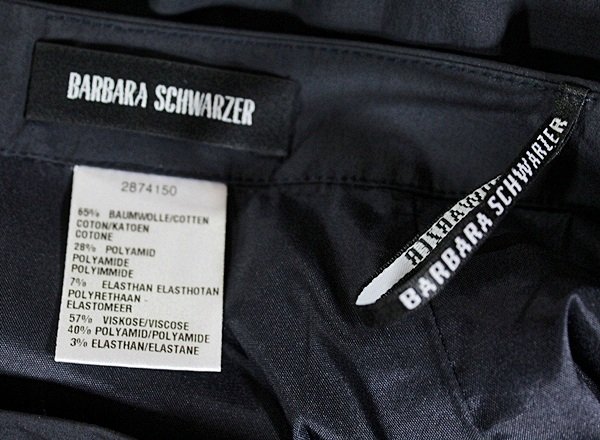 BARBARA SCHWARZER
2874150
65% BAUMWOLLE/COTTEN
COTON/KATOEN
COTONE
28% POLYAMID
POLYAMIDE
POLYIMMIDE
7% ELASTHAN ELASTHOTAN
POLYRETHAAN-
ELASTOMEER
57% VISKOSE/VISCOSE
40% POLYAMID/POLYAMIDE
3% ELASTHAN/ELASTANE
BARBARA SCHWARZER